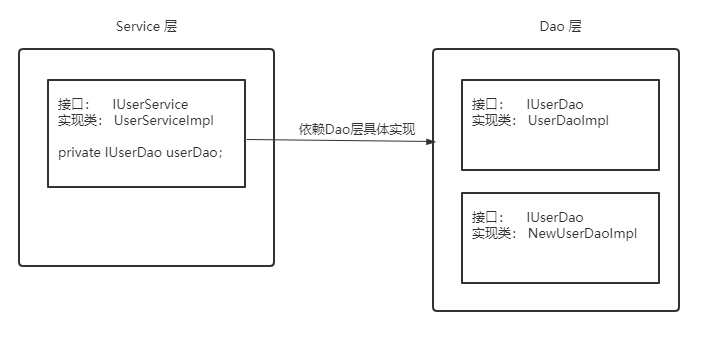 Service 层
Dao 层
接口： IUserService
实现类： UserServiceImpl
private IUserDao userDao；
依赖Dao层具体实现
接口： IUserDao
实现类： UserDaoImpl
接口： IUserDao
实现类： NewUserDaoImpl